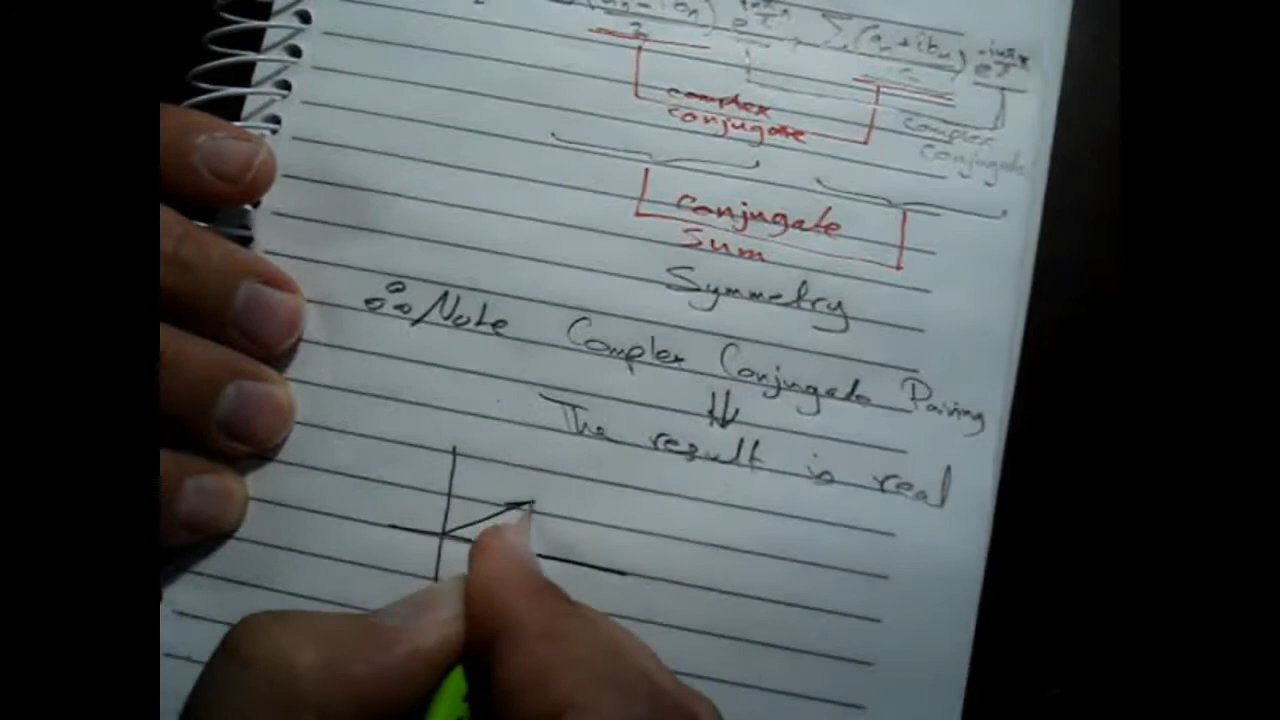 complex
conjugate
complex
conjugate
conjugate
sum
Symmetry
Note Complex Conjugate Pairing
⇓
The result is real